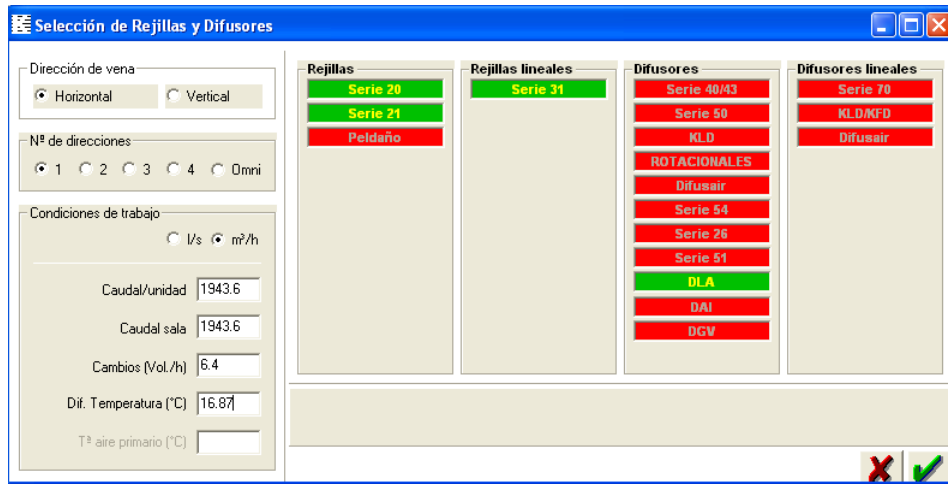 Selección de Rejillas y Difusores
Dirección de vena
Horizontal Vertical
Nº de direcciones
1 2 3 4 Omni
Condiciones de trabajo
l/s m³/h
Caudal/unidad 1943.6
Caudal sala 1943.6
Cambios (Vol./h) 6.4
Dif. Temperatura (°C) 16.87
Tª aire primario (°C)
Rejillas
Serie 20
Serie 21
Peldaño
Rejillas lineales
Serie 31
Difusores
Serie 40/43
Serie 50
KLD
ROTACIONALES
Difusair
Serie 54
Serie 26
Serie 51
DLA
DAI
DGV
Difusores lineales
Serie 70
KLD/KFD
Difusair